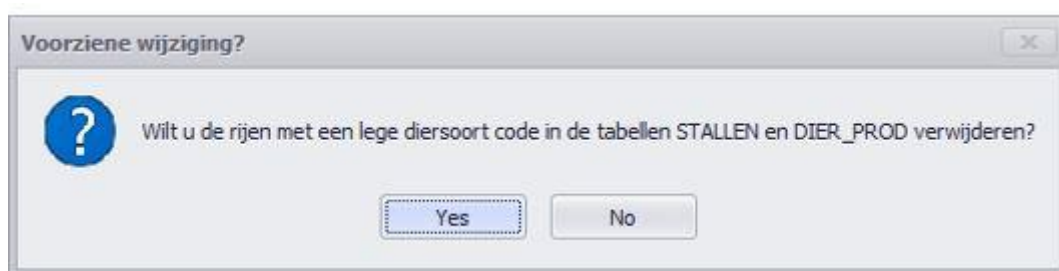 Voorziene wijziging?
Wilt u de rijen met een lege diersoort code in de tabellen STALLEN en DIER_PROD verwijderen?
Yes No